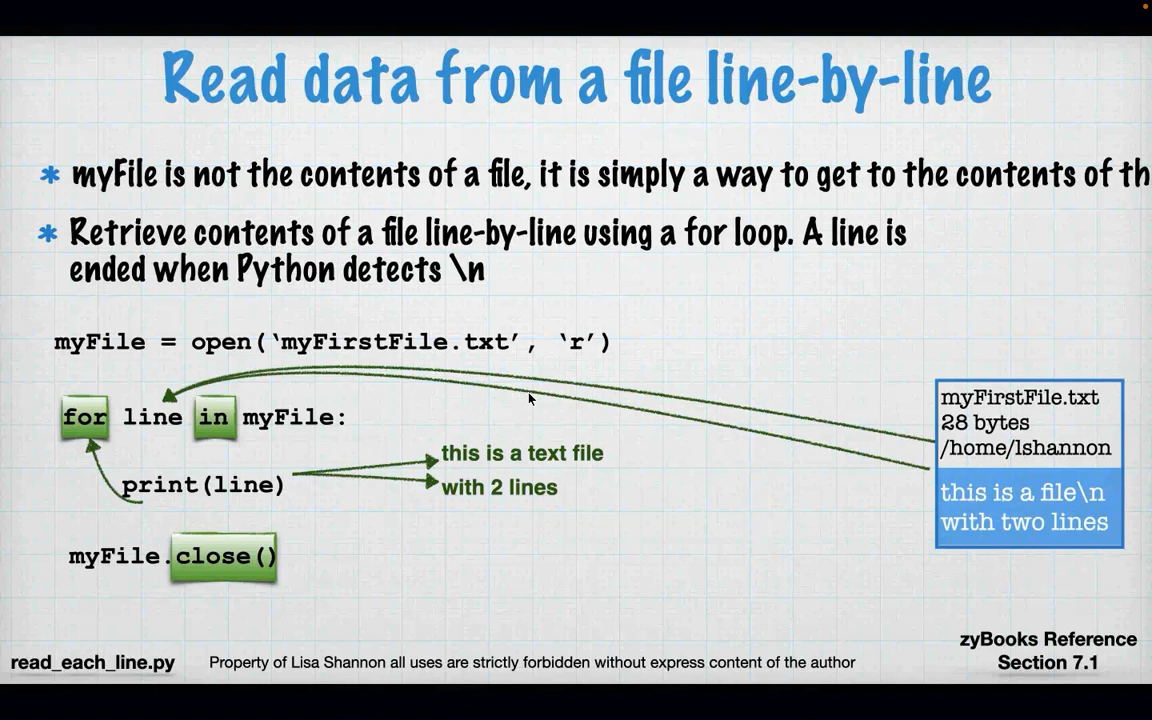 Read data from a file line-by-line
* myFile is not the contents of a file, it is simply a way to get to the contents of th
* Retrieve contents of a file line-by-line using a for loop. A line is
ended when Python detects \n
myFile = open(‘myFirstFile.txt’, ‘r’)
for line in myFile:
print(line)
this is a text file
with 2 lines
myFile.close()
myFirstFile.txt
28 bytes
/home/lshannon
this is a file\n
with two lines
read_each_line.py
Property of Lisa Shannon all uses are strictly forbidden without express content of the author
zyBooks Reference
Section 7.1